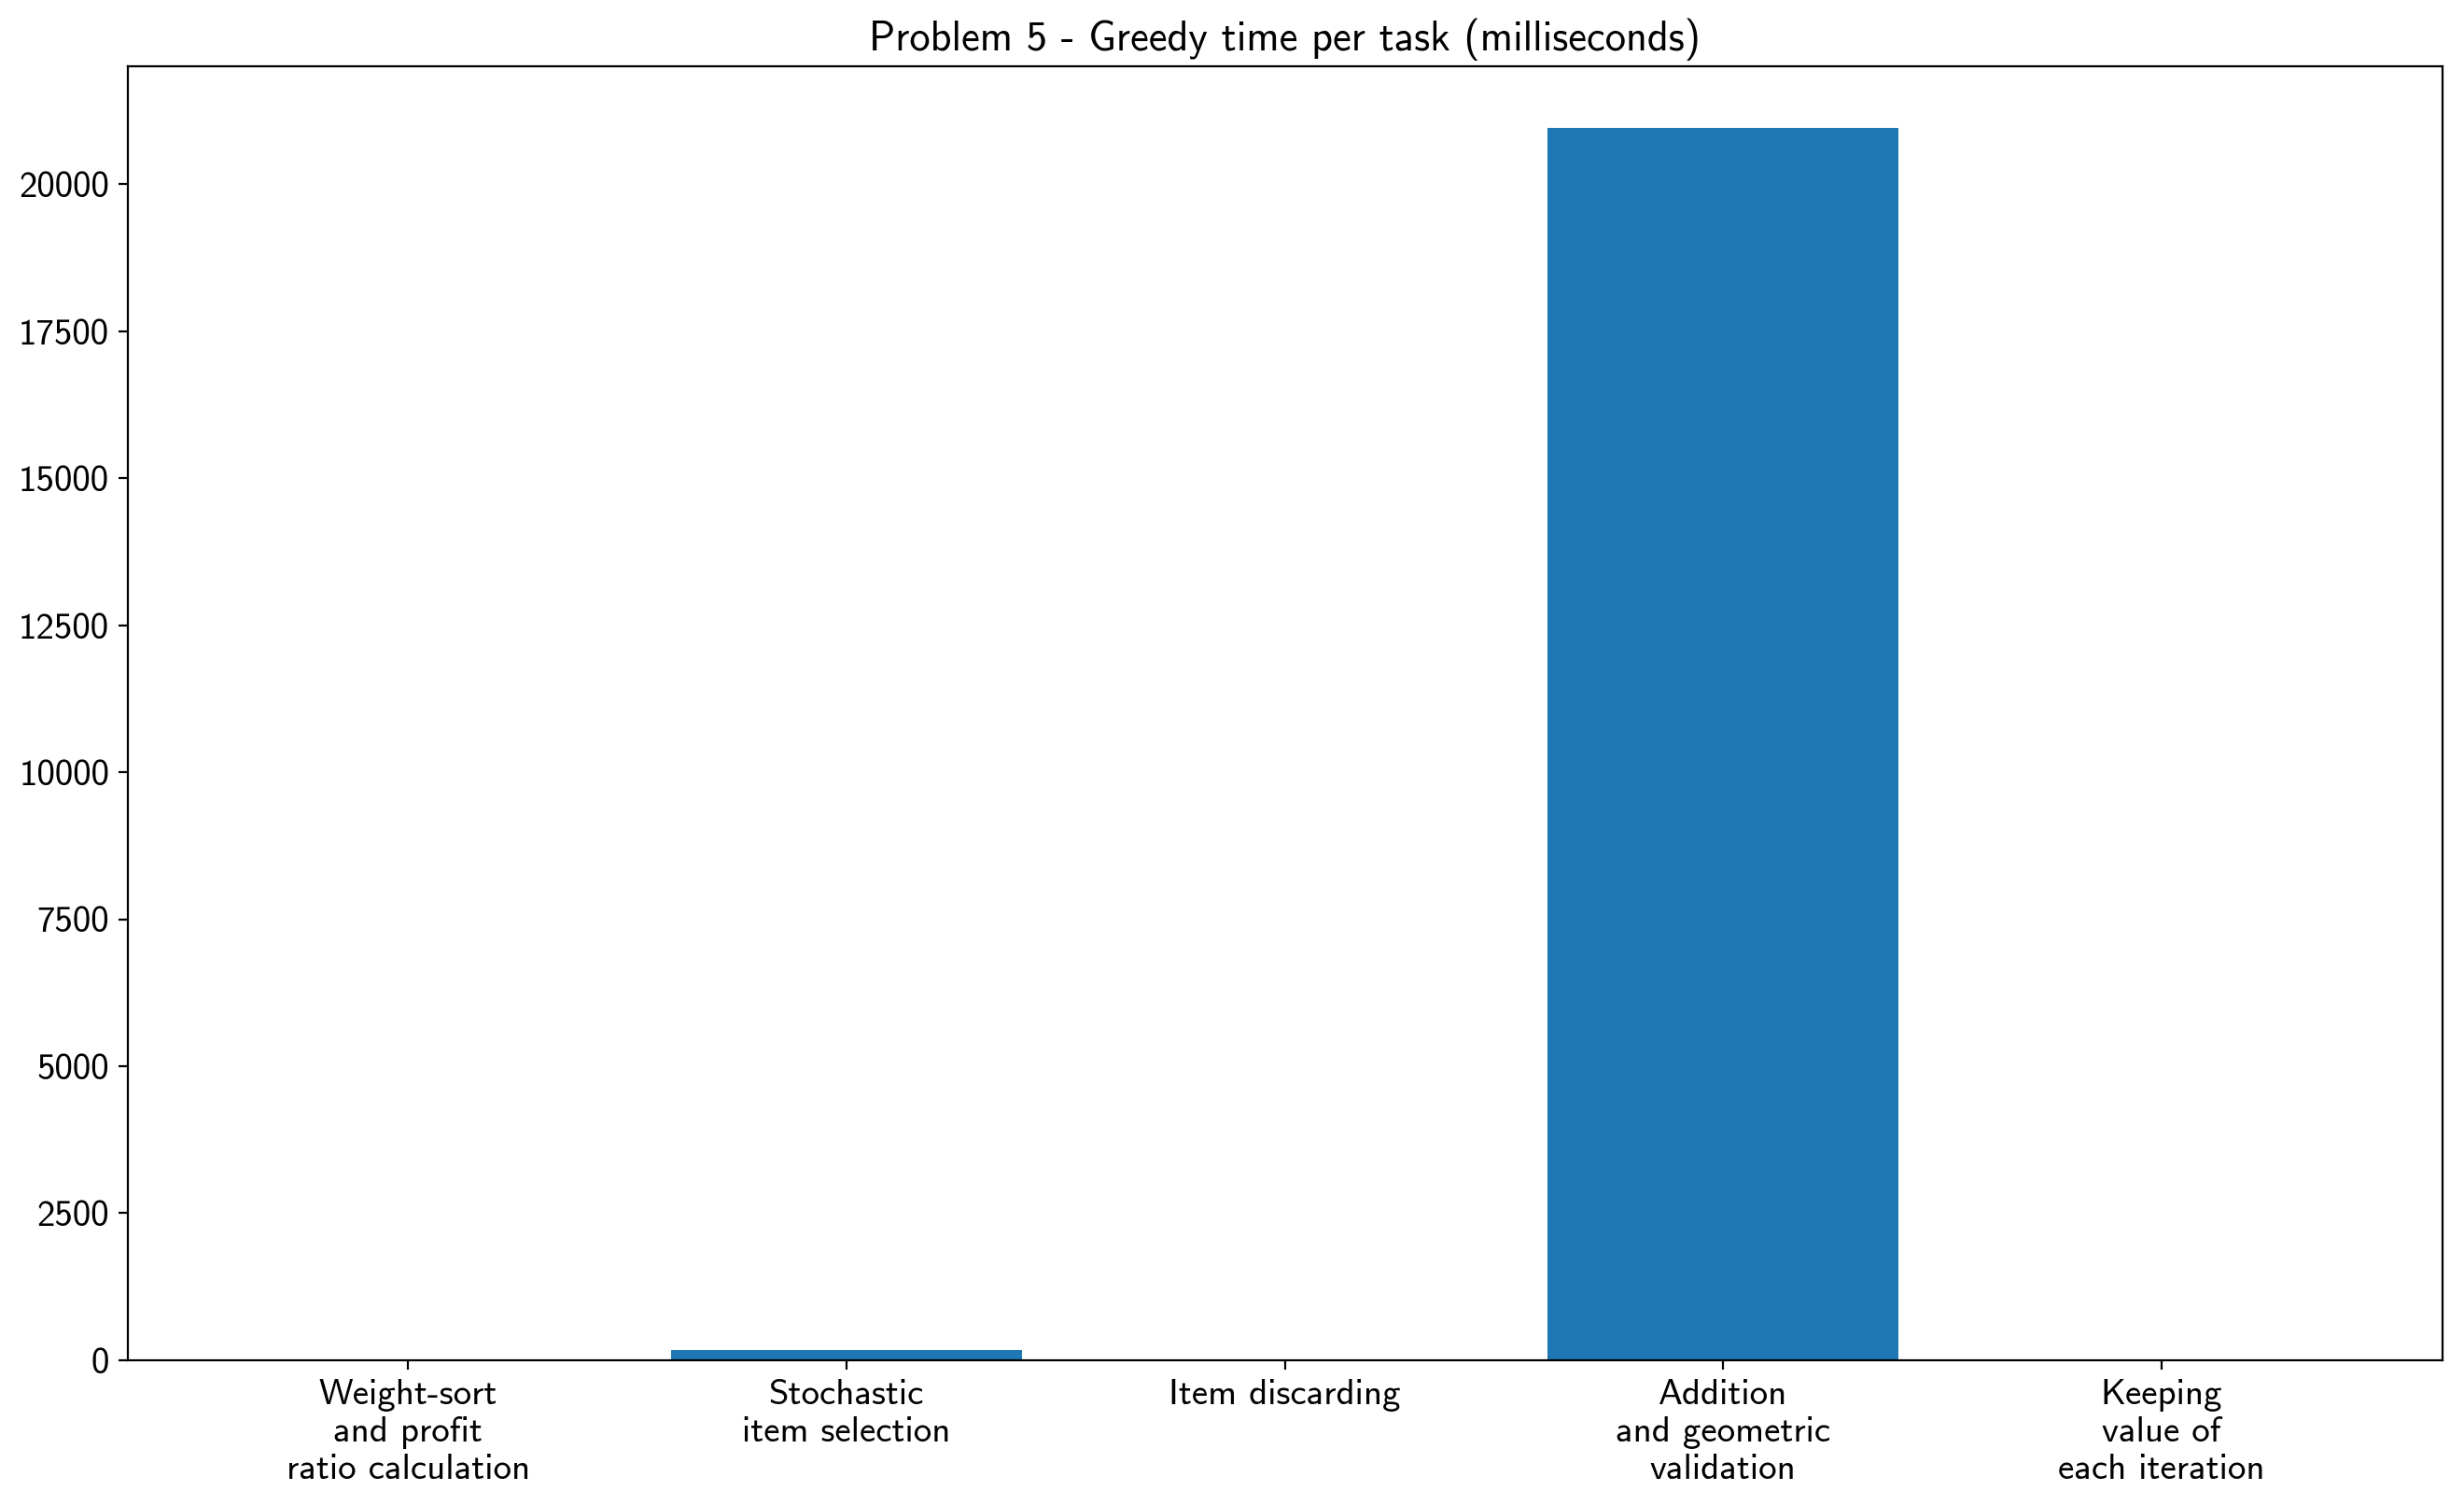 Problem 5 - Greedy time per task (milliseconds)
20000
17500
15000
12500
10000
7500
5000
2500
0
Weight-sort
and profit
ratio calculation
Stochastic
item selection
Item discarding
Addition
and geometric
validation
Keeping
value of
each iteration